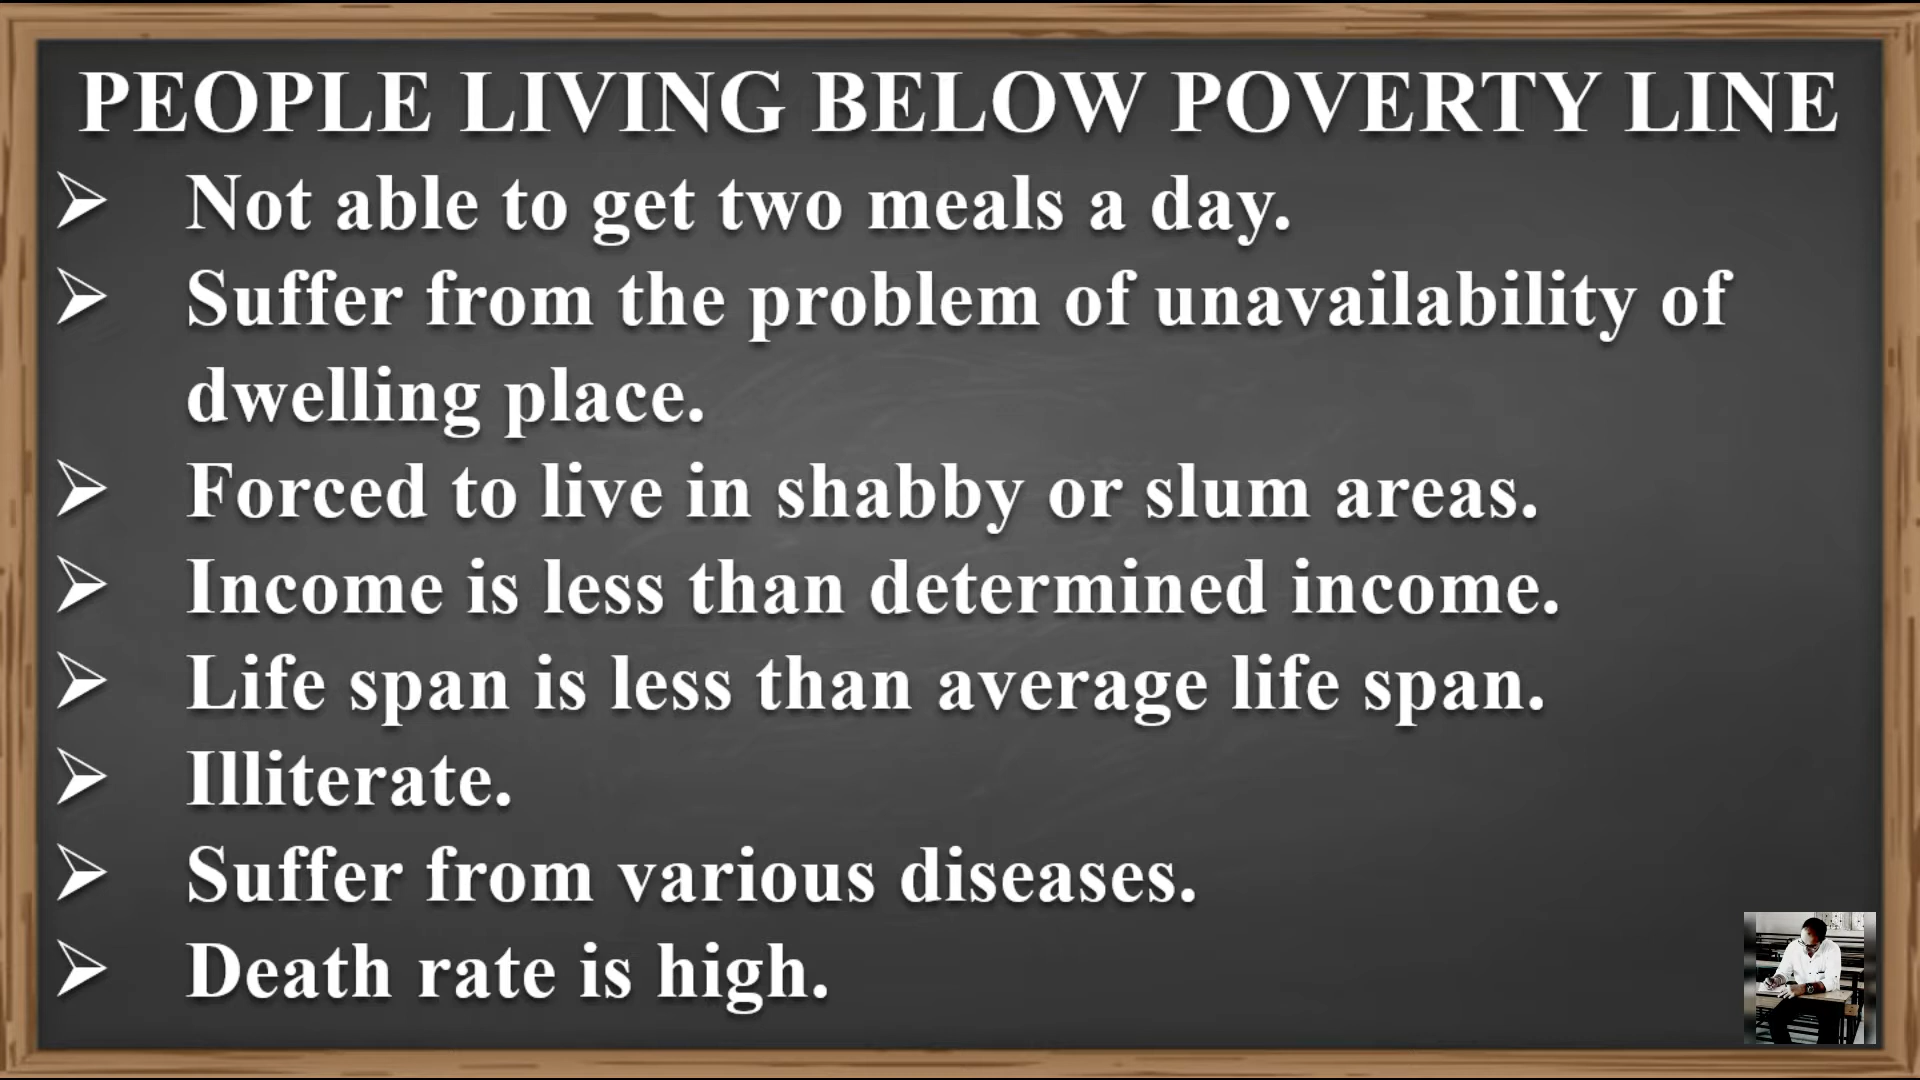 PEOPLE LIVING BELOW POVERTY LINE
➢ Not able to get two meals a day.
➢ Suffer from the problem of unavailability of
dwelling place.
➢ Forced to live in shabby or slum areas.
➢ Income is less than determined income.
➢ Life span is less than average life span.
➢ Illiterate.
➢ Suffer from various diseases.
➢ Death rate is high.